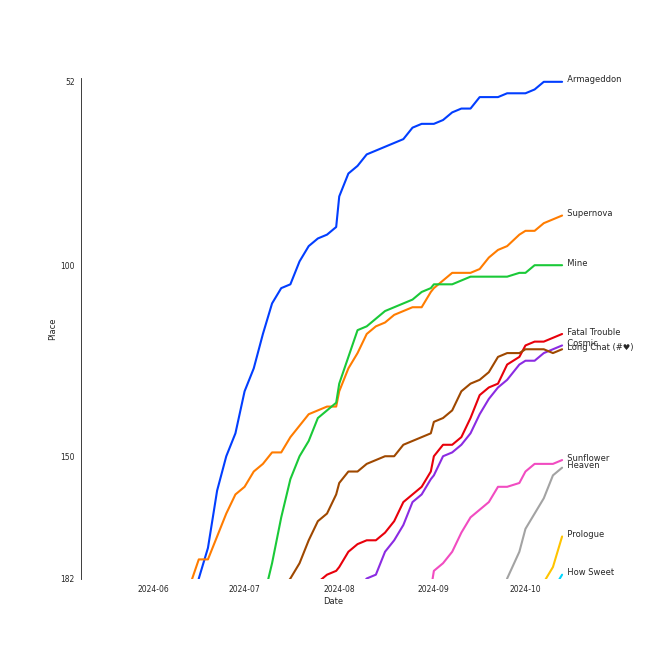 52
Armageddon
Supernova
100
Mine
Place
Fatal Trouble
Cosmic
Long Chat (#♥)
150
Sunflower
Heaven
Prologue
How Sweet
182
2024-06
2024-07
2024-08
2024-09
2024-10
Date